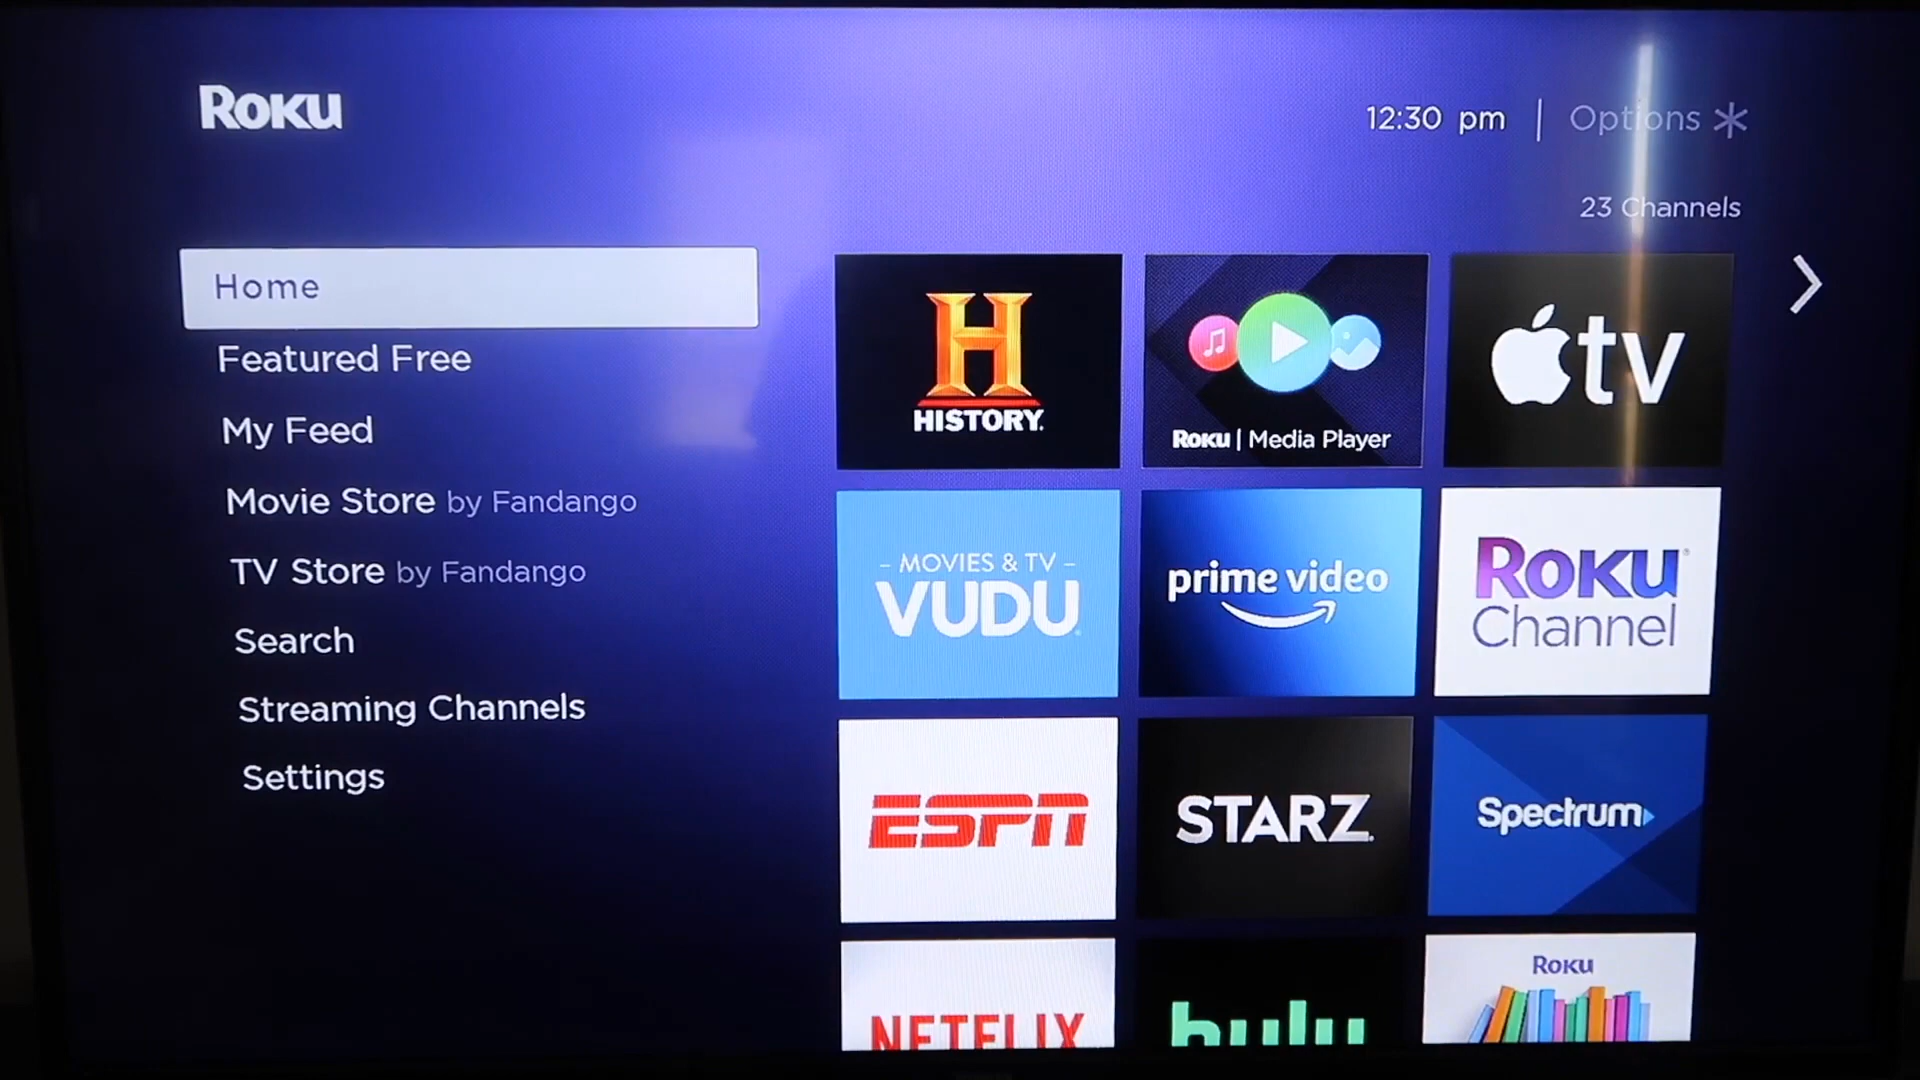 Roku
12:30 pm | Options *
23 Channels
Home
Featured Free
My Feed
Movie Store by Fandango
TV Store by Fandango
Search
Streaming Channels
Settings
H
HISTORY.
Roku | Media Player
tv
- MOVIES & TV -
VUDU
prime video
Roku
Channel
ESPN
STARZ
Spectrum
NETFLIX
hulu
Roku